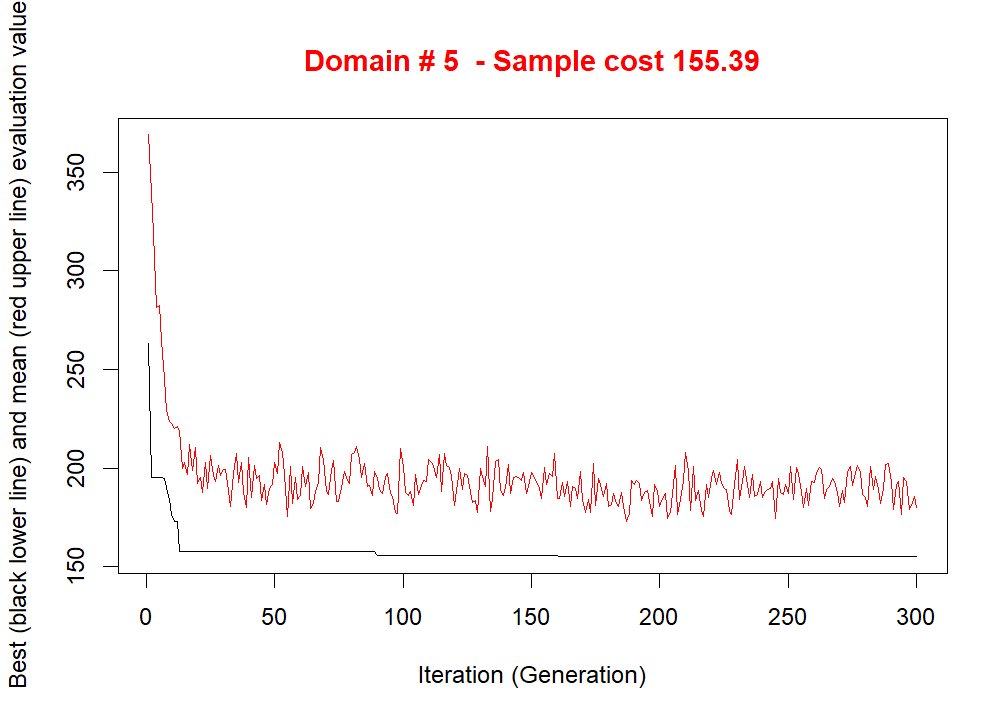 Domain # 5  - Sample cost 155.39
Best (black lower line) and mean (red upper line) evaluation value
350
300
250
200
150
0 50 100 150 200 250 300
Iteration (Generation)